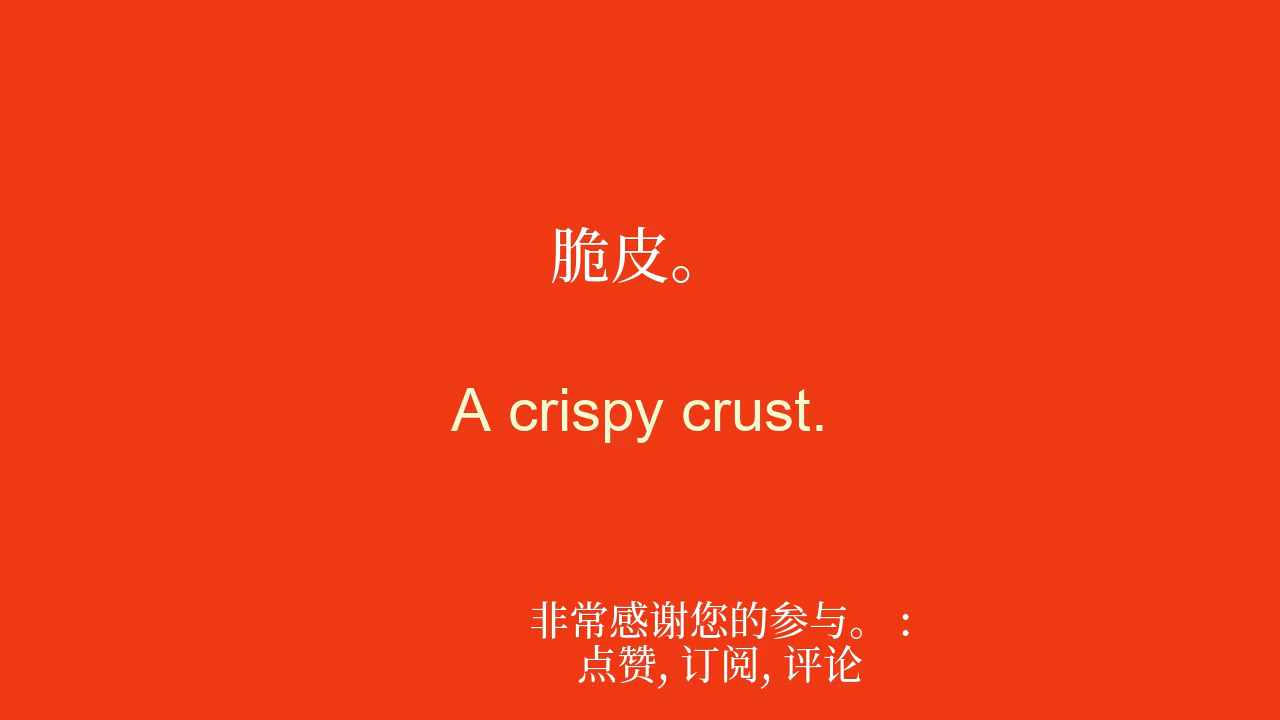 脆皮。
A crispy crust.
非常感谢您的参与。 :
点赞, 订阅, 评论